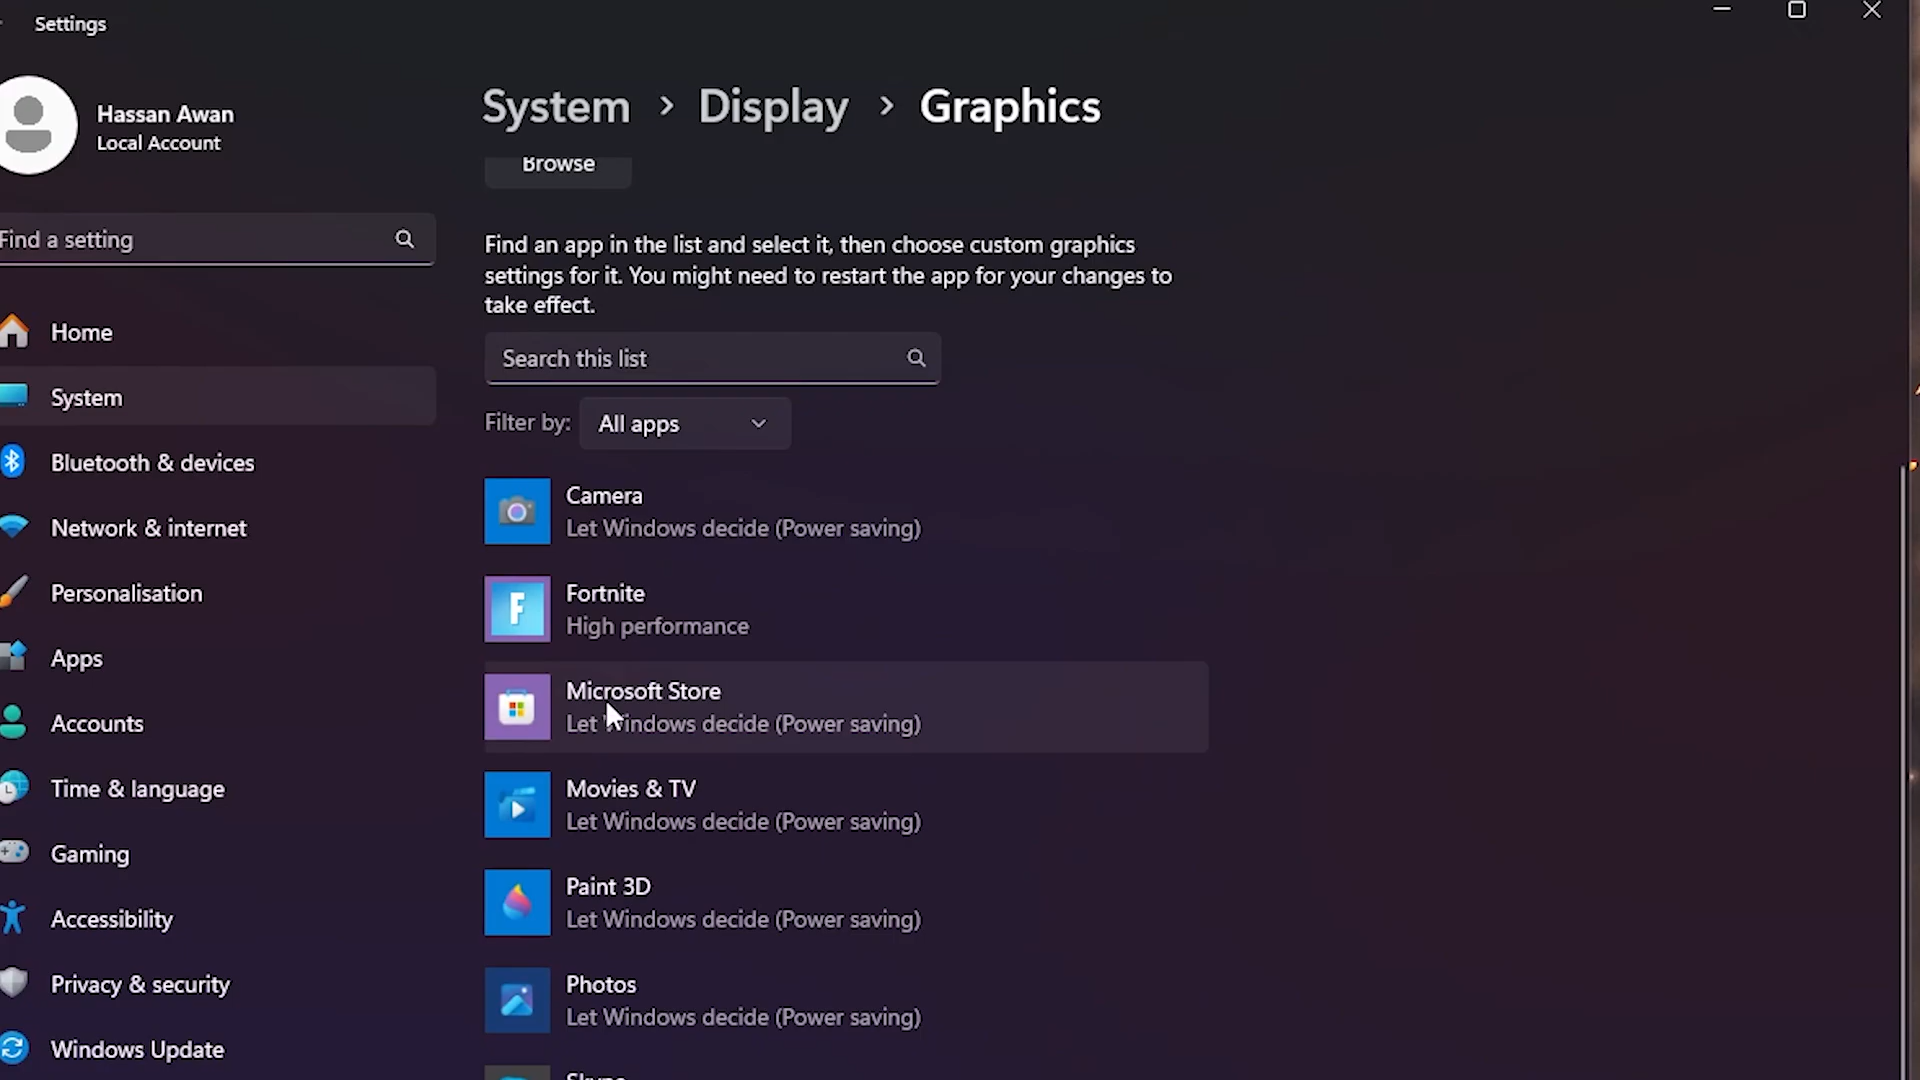 Settings
Hassan Awan
Local Account
Find a setting
Home
System
Bluetooth & devices
Network & internet
Personalisation
Apps
Accounts
Time & language
Gaming
Accessibility
Privacy & security
Windows Update
System > Display > Graphics
Browse
Find an app in the list and select it, then choose custom graphics
settings for it. You might need to restart the app for your changes to
take effect.
Search this list
Filter by: All apps
Camera
Let Windows decide (Power saving)
F
Fortnite
High performance
Microsoft Store
Let Windows decide (Power saving)
Movies & TV
Let Windows decide (Power saving)
Paint 3D
Let Windows decide (Power saving)
Photos
Let Windows decide (Power saving)
Skype